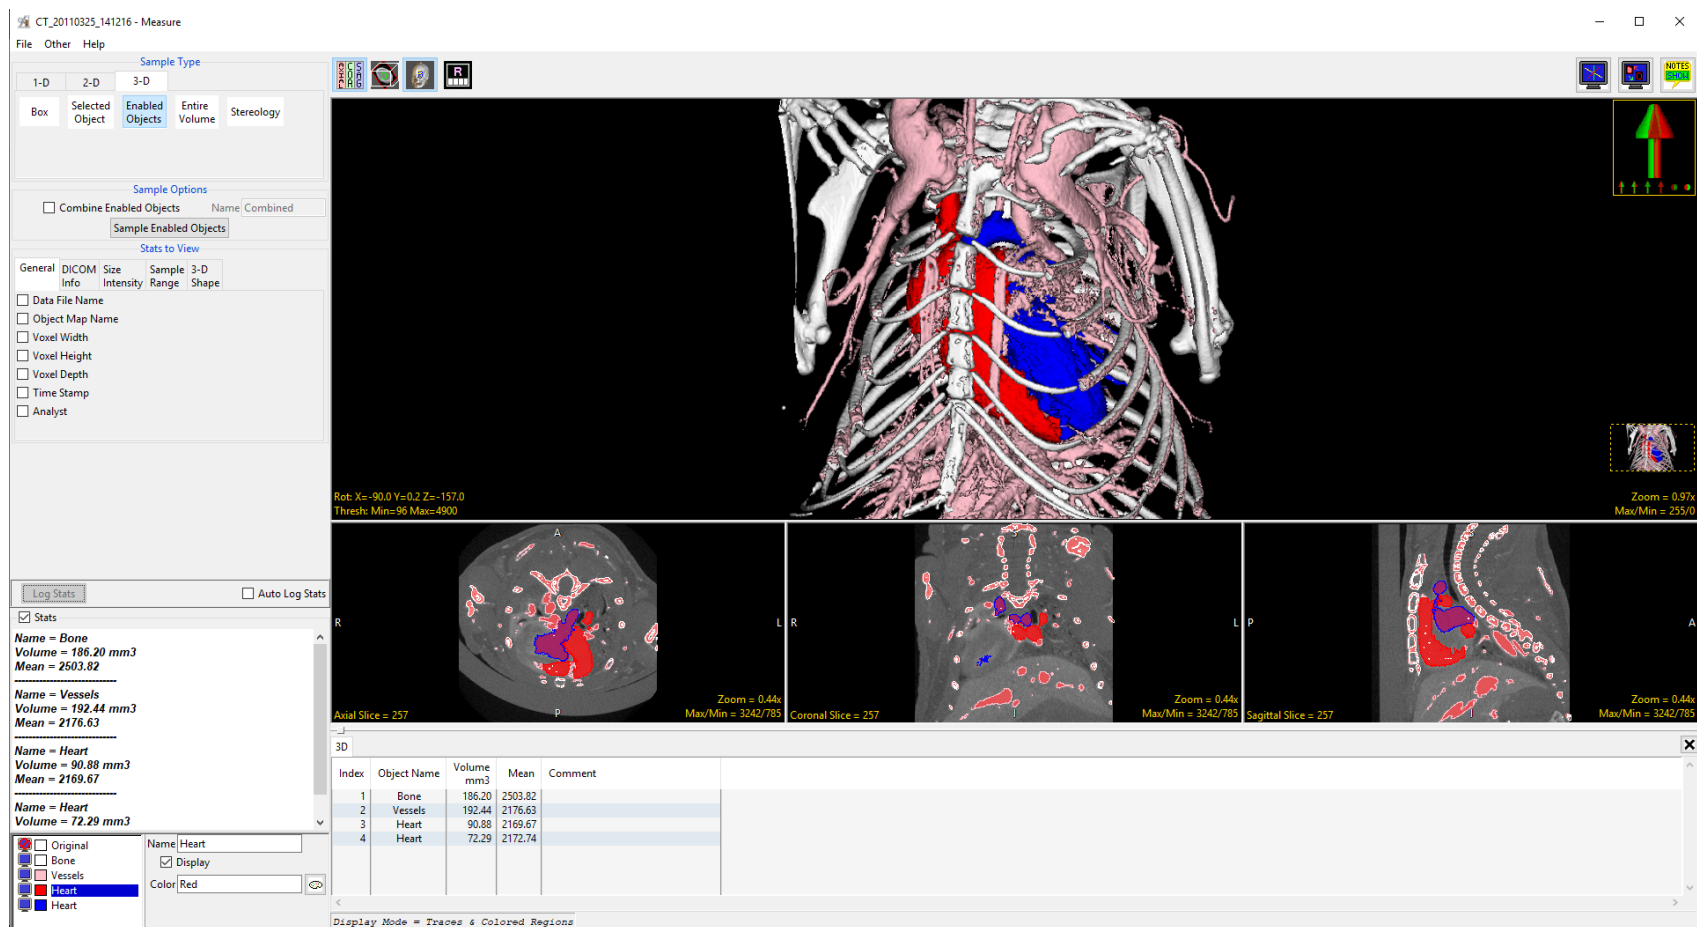 CT_20110325_141216 - Measure
File Other Help
Sample Type
1-D 2-D 3-D
Box Selected Object Enabled Objects Entire Volume Stereology
Sample Options
Combine Enabled Objects Name Combined
Sample Enabled Objects
Stats to View
General DICOM Info Size Intensity Sample Range 3-D Shape
Data File Name
Object Map Name
Voxel Width
Voxel Height
Voxel Depth
Time Stamp
Analyst
Log Stats Auto Log Stats
Stats
Name = Bone
Volume = 186.20 mm3
Mean = 2503.82
------------------------------
Name = Vessels
Volume = 192.44 mm3
Mean = 2176.63
------------------------------
Name = Heart
Volume = 90.88 mm3
Mean = 2169.67
------------------------------
Name = Heart
Volume = 72.29 mm3
Original
Bone
Vessels
Heart
Heart
Name Heart
Display
Color Red
R
NOTES
SHOW
Rot: X=-90.0 Y=0.2 Z=-157.0
Thresh: Min=96 Max=4900
Zoom = 0.97x
Max/Min = 255/0
A
R
L
P
Axial Slice = 257
Zoom = 0.44x
Max/Min = 3242/785
S
R
L
I
Coronal Slice = 257
Zoom = 0.44x
Max/Min = 3242/785
P
A
I
Sagittal Slice = 257
Zoom = 0.44x
Max/Min = 3242/785
3D
Index Object Name Volume mm3 Mean Comment
1 Bone 186.20 2503.82
2 Vessels 192.44 2176.63
3 Heart 90.88 2169.67
4 Heart 72.29 2172.74
Display Mode = Traces & Colored Regions